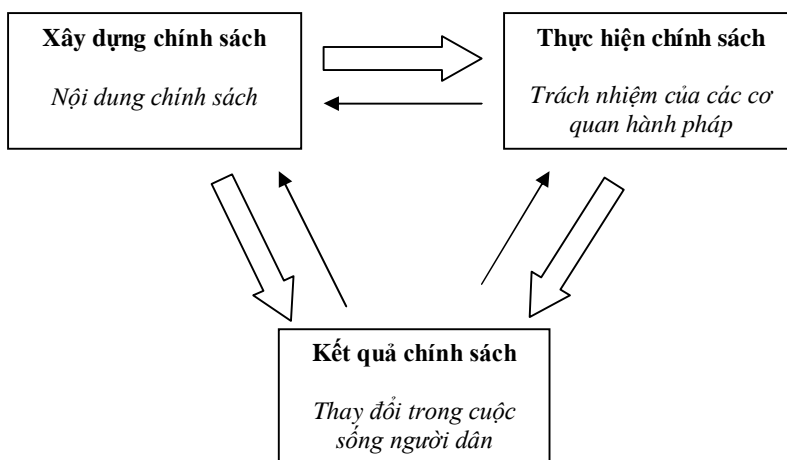 Xây dựng chính sách
Nội dung chính sách
Thực hiện chính sách
Trách nhiệm của các cơ
quan hành pháp
Kết quả chính sách
Thay đổi trong cuộc
sống người dân